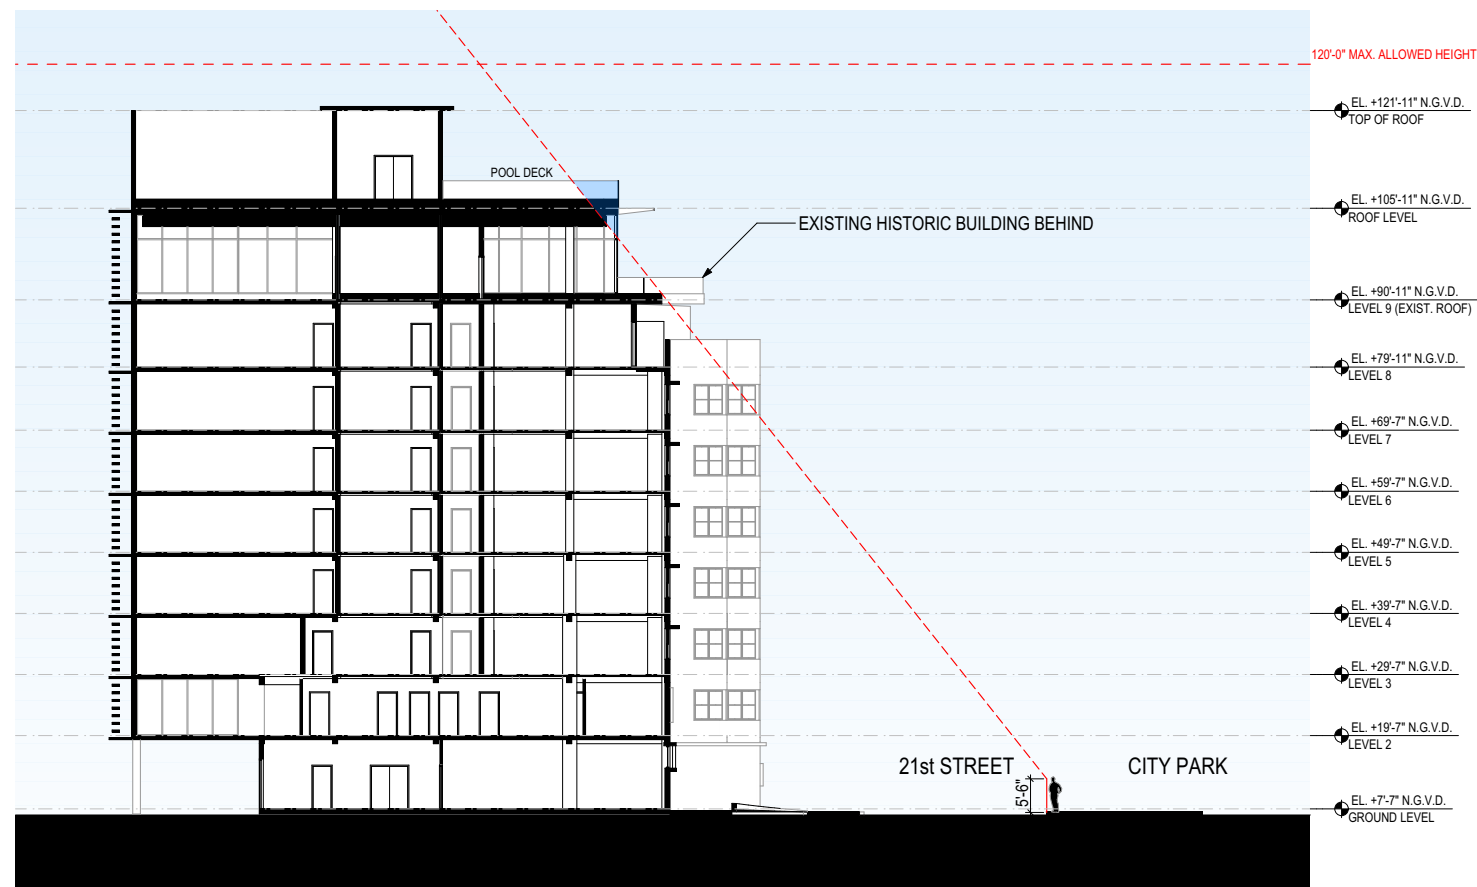 120'-0" MAX. ALLOWED HEIGHT
EL. +121'-11" N.G.V.D.
TOP OF ROOF
POOL DECK
EL. +105'-11" N.G.V.D.
ROOF LEVEL
EXISTING HISTORIC BUILDING BEHIND
EL. +90'-11" N.G.V.D.
LEVEL 9 (EXIST. ROOF)
EL. +79'-11" N.G.V.D.
LEVEL 8
EL. +69'-7" N.G.V.D.
LEVEL 7
EL. +59'-7" N.G.V.D.
LEVEL 6
EL. +49'-7" N.G.V.D.
LEVEL 5
EL. +39'-7" N.G.V.D.
LEVEL 4
EL. +29'-7" N.G.V.D.
LEVEL 3
EL. +19'-7" N.G.V.D.
LEVEL 2
21st STREET
CITY PARK
5'-6"
EL. +7'-7" N.G.V.D.
GROUND LEVEL